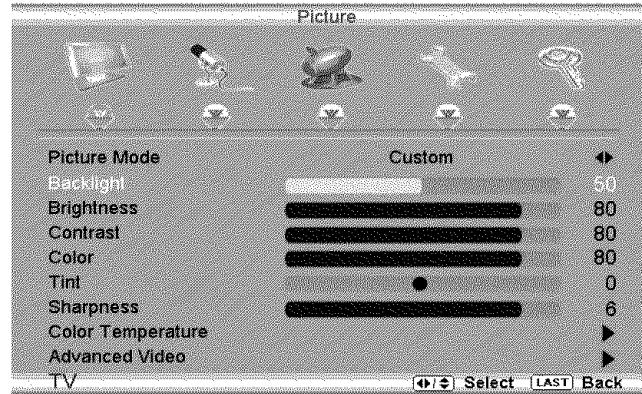 Picture
Picture Mode Custom
Backlight 50
Brightness 80
Contrast 80
Color 80
Tint 0
Sharpness 6
Color Temperature
Advanced Video
TV Select LAST Back